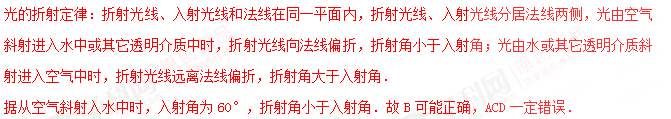 光的折射定律：折射光线、入射光线和法线在同一平面内，折射光线、入射光线分居法线两侧，光由空气
斜射进入水中或其它透明介质中时，折射光线向法线偏折，折射角小于入射角；光由水或其它透明介质斜
射进入空气中时，折射光线远离法线偏折，折射角大于入射角．
据从空气斜射入水中时，入射角为 60°，折射角小于入射角．故 B 可能正确，ACD 一定错误．